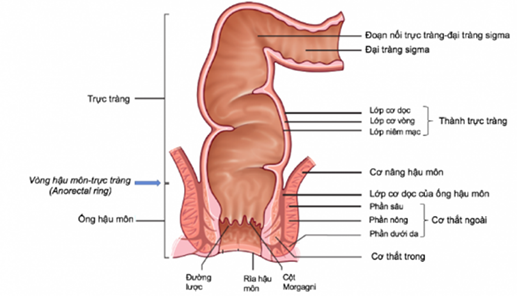 Đoạn nối trực tràng-đại tràng sigma
Đại tràng sigma
Trực tràng
Lớp cơ dọc
Lớp cơ vòng
Lớp niêm mạc
Thành trực tràng
Cơ nâng hậu môn
Vòng hậu môn-trực tràng
(Anorectal ring)
Lớp cơ dọc của ống hậu môn
Phần sâu
Phần nông
Phần dưới da
Cơ thắt ngoài
Ống hậu môn
Cơ thắt trong
Đường
lược
Rìa hậu
môn
Cột
Morgagni